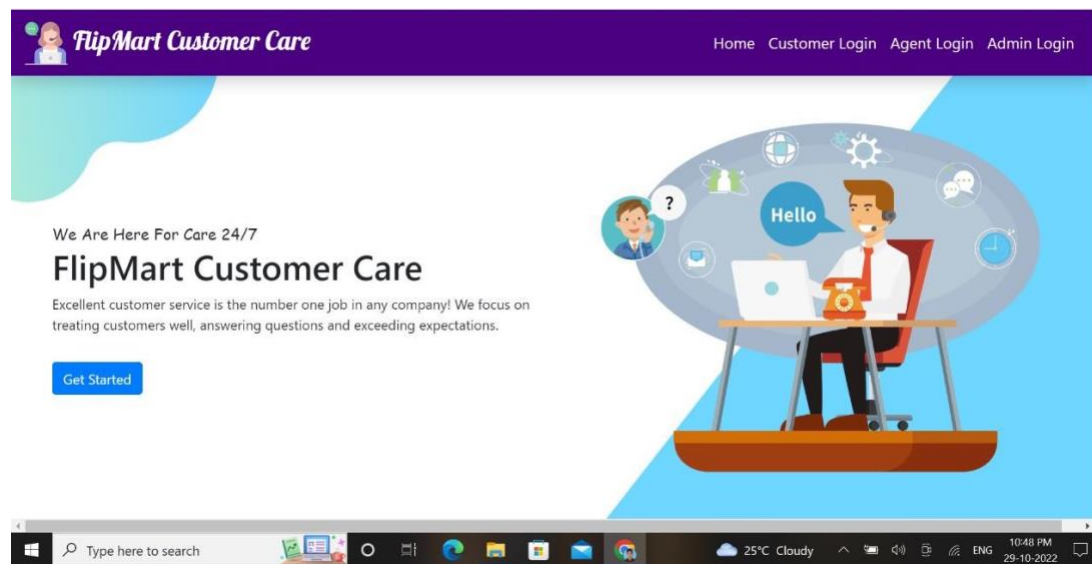 FlipMart Customer Care
Home Customer Login Agent Login Admin Login
We Are Here For Care 24/7
FlipMart Customer Care
Excellent customer service is the number one job in any company! We focus on
treating customers well, answering questions and exceeding expectations.
Get Started
?
Hello
Type here to search
25°C Cloudy
ENG
10:48 PM
29-10-2022